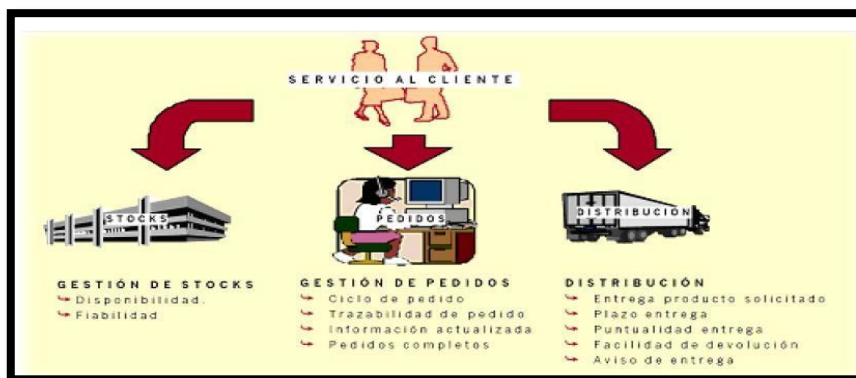 SERVICIO AL CLIENTE
STOCKS
PEDIDOS
DISTRIBUCIÓN
GESTIÓN DE STOCKS
Disponibilidad.
Fiabilidad
GESTIÓN DE PEDIDOS
Ciclo de pedido
Trazabilidad de pedido
Información actualizada
Pedidos completos
DISTRIBUCIÓN
Entrega producto solicitado
Plazo entrega
Puntualidad entrega
Facilidad de devolución
Aviso de entrega